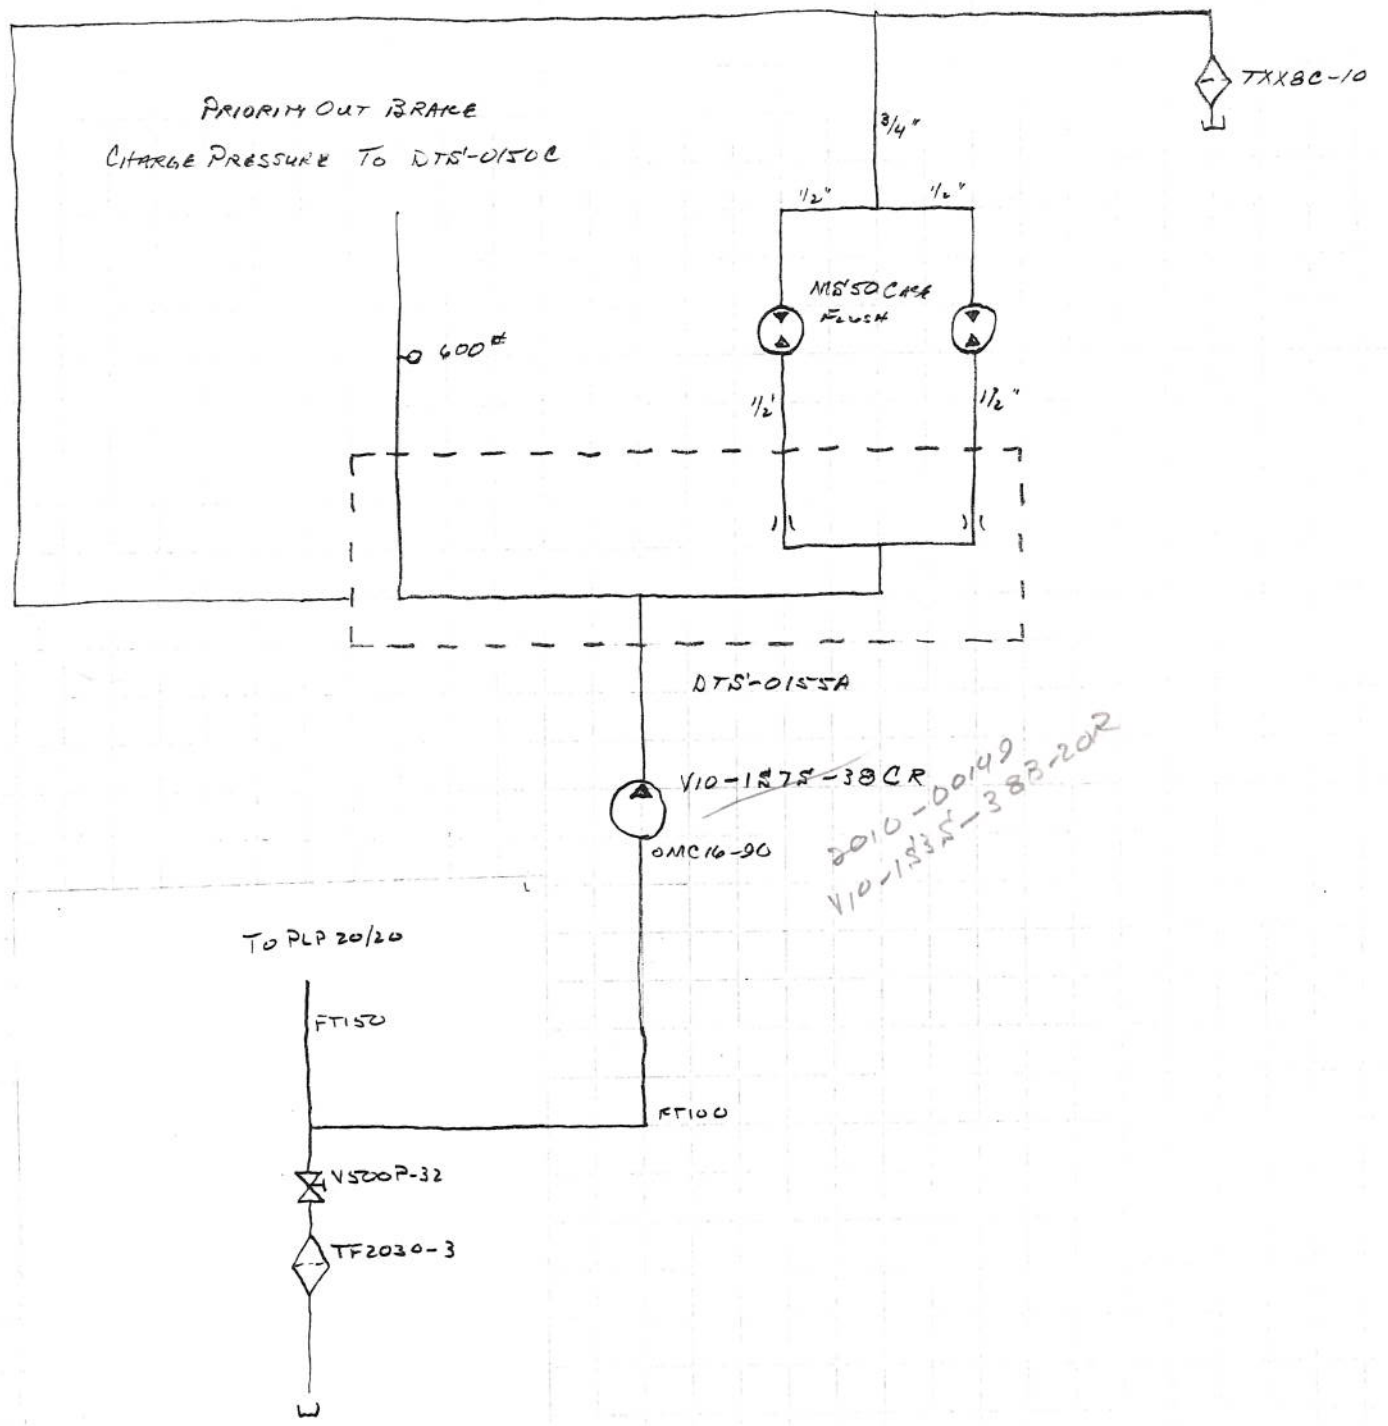 TXX8C-10
PRIORITY OUT BRAKE
CHARGE PRESSURE TO DTS-0150C
3/4"
1/2" 1/2"
MS50 CASE
FLUSH
600#
1/2' 1/2"
DTS-0155A
V10-1S7S-38CR
2010-00149
V10-1S3S-38B-20R
OMC16-90
TO PLP 20/20
FT150
FT100
V500P-32
TF2030-3